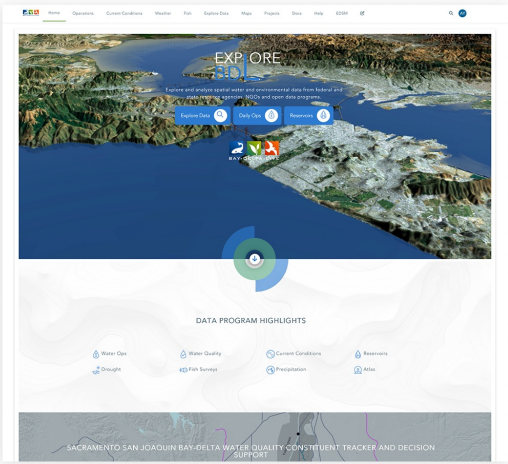 Home Operations Current Conditions Weather Fish Explore Data Maps Projects Docs Help EDSM
EXPLORE
BDL
Explore and analyze spatial water and environmental data from federal and
state resource agencies, NGOs and open data programs.
Explore Data Daily Ops Reservoirs
BAY-DELTA LIVE
DATA PROGRAM HIGHLIGHTS
Water Ops Water Quality Current Conditions Reservoirs
Drought Fish Surveys Precipitation Atlas
SACRAMENTO SAN JOAQUIN BAY-DELTA WATER QUALITY CONSTITUENT TRACKER AND DECISION
SUPPORT